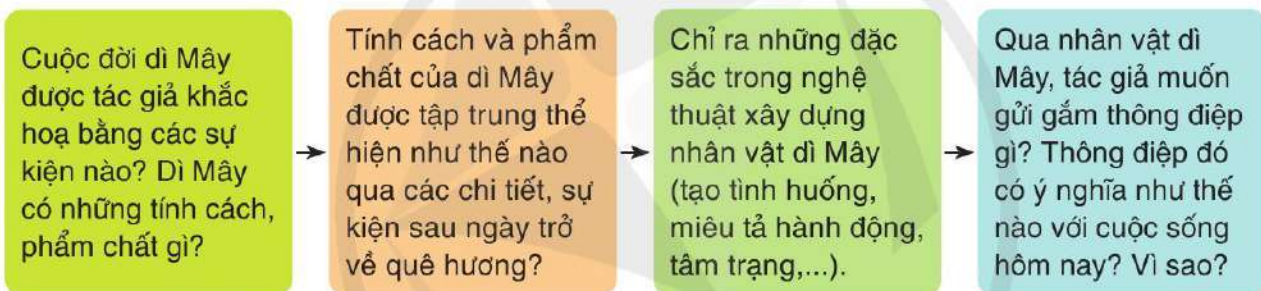 Cuộc đời dì Mây
được tác giả khắc
hoạ bằng các sự
kiện nào? Dì Mây
có những tính cách,
phẩm chất gì?
Tính cách và phẩm
chất của dì Mây
được tập trung thể
hiện như thế nào
qua các chi tiết, sự
kiện sau ngày trở
về quê hương?
Chỉ ra những đặc
sắc trong nghệ
thuật xây dựng
nhân vật dì Mây
(tạo tình huống,
miêu tả hành động,
tâm trạng,...).
Qua nhân vật dì
Mây, tác giả muốn
gửi gắm thông điệp
gì? Thông điệp đó
có ý nghĩa như thế
nào với cuộc sống
hôm nay? Vì sao?